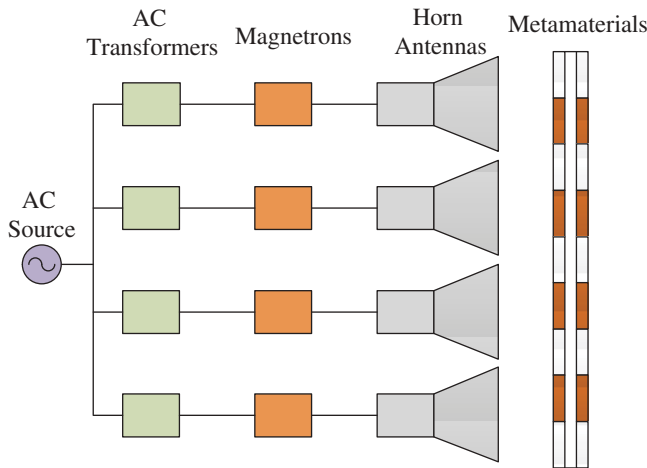 AC
Transformers
Magnetrons
Horn
Antennas
Metamaterials
AC
Source